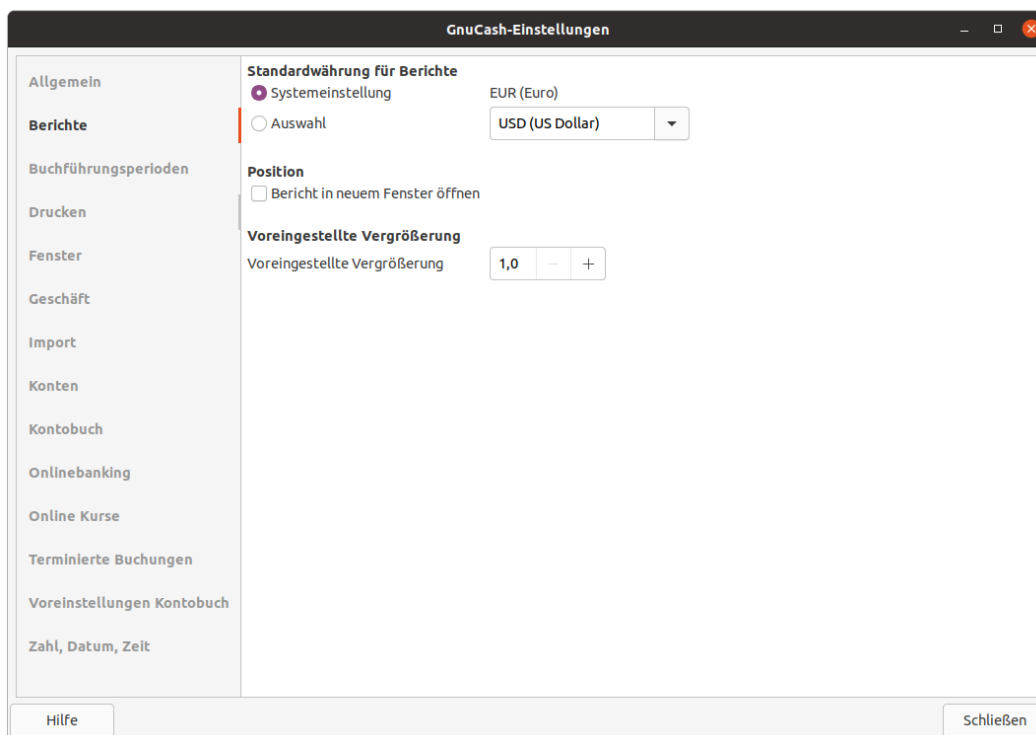 GnuCash-Einstellungen
Allgemein
Berichte
Buchführungsperioden
Drucken
Fenster
Geschäft
Import
Konten
Kontobuch
Onlinebanking
Online Kurse
Terminierte Buchungen
Voreinstellungen Kontobuch
Zahl, Datum, Zeit
Standardwährung für Berichte
Systemeinstellung EUR (Euro)
Auswahl USD (US Dollar)
Position
Bericht in neuem Fenster öffnen
Voreingestellte Vergrößerung
Voreingestellte Vergrößerung 1,0
Hilfe Schließen